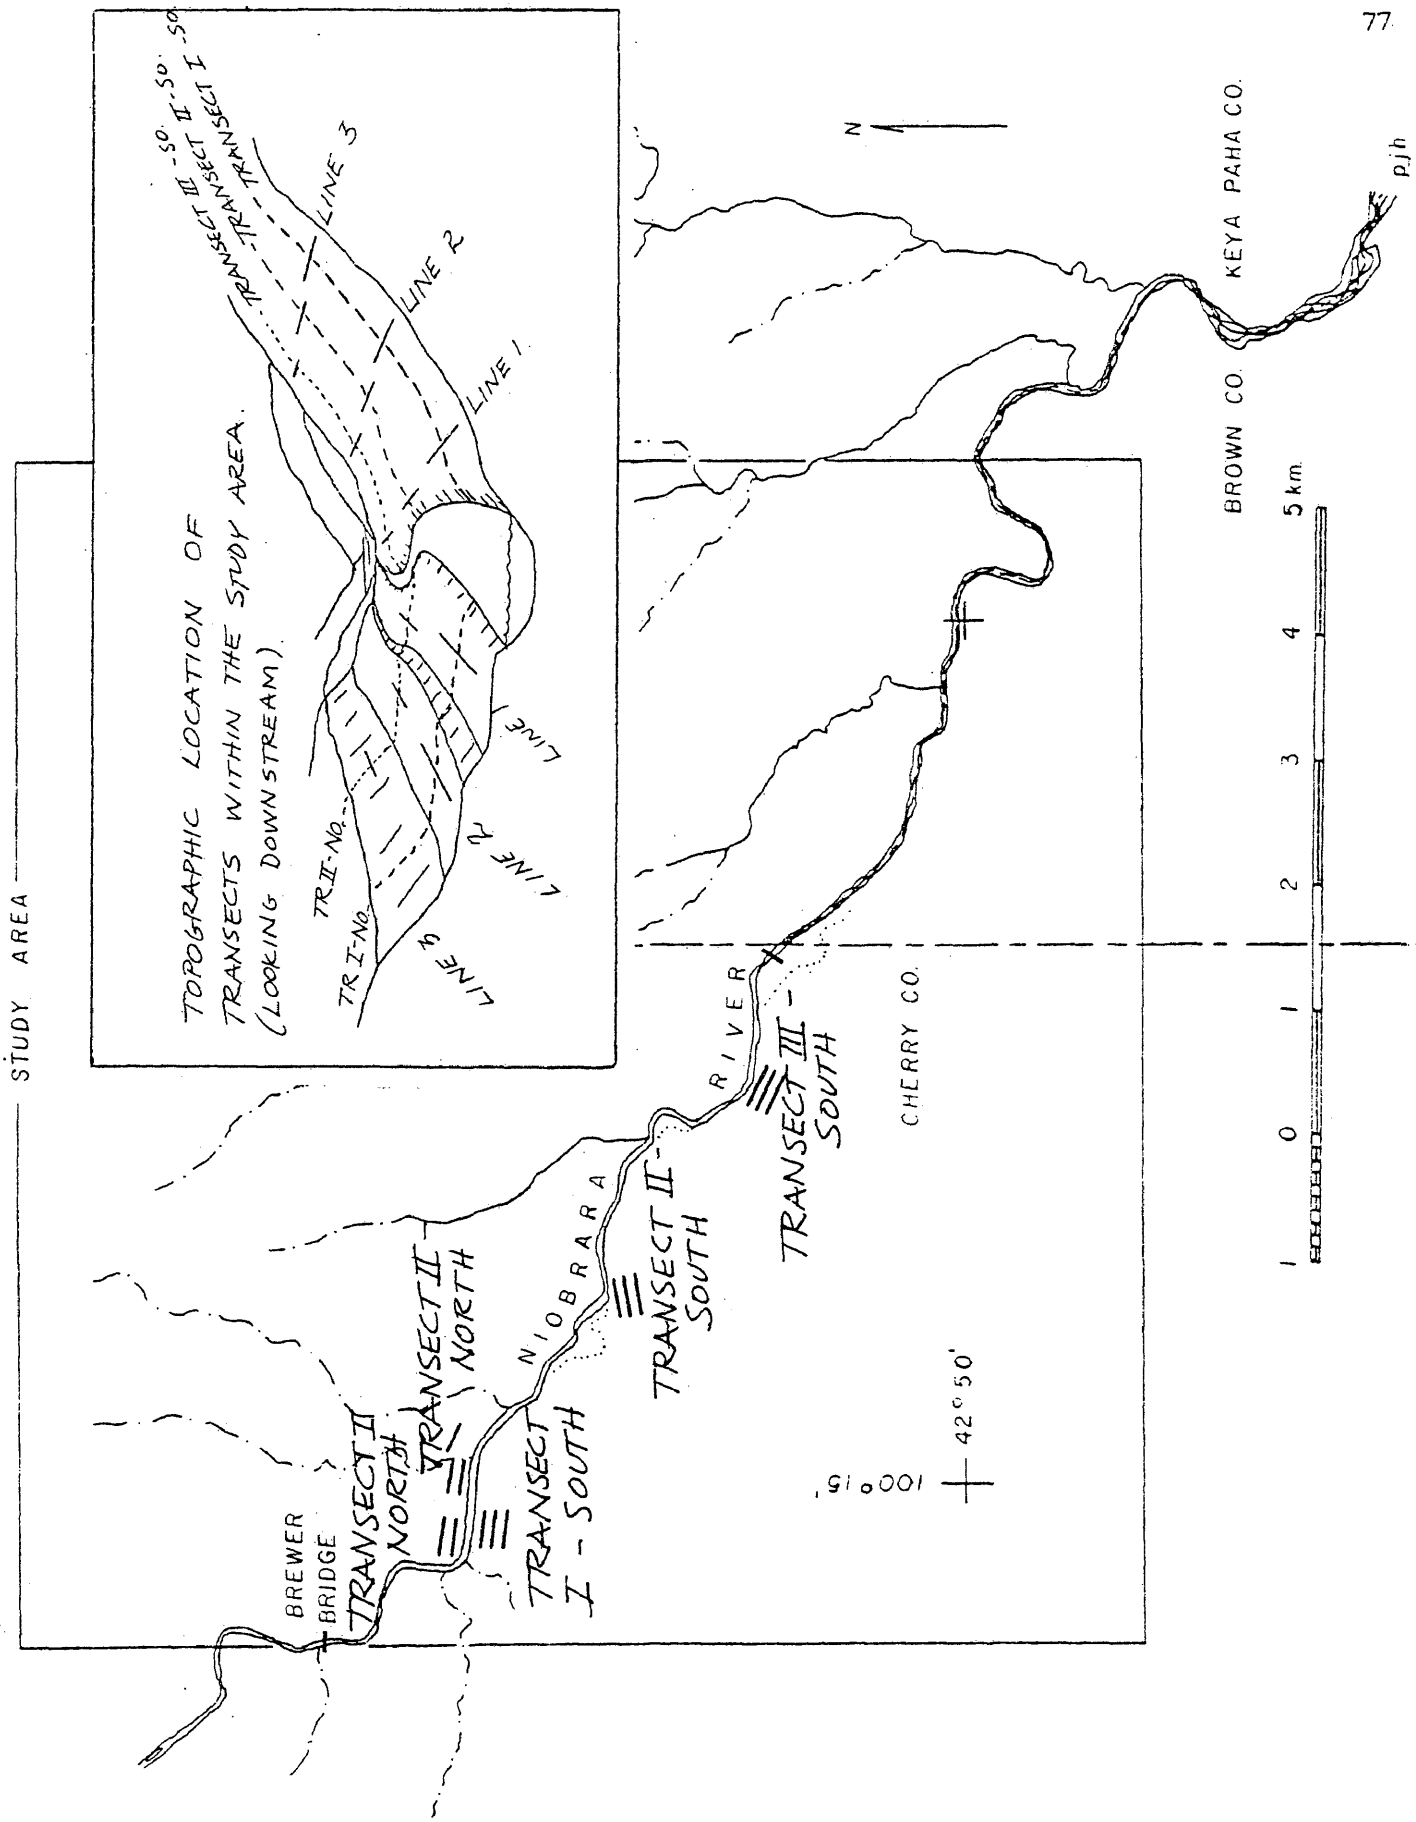 77
STUDY AREA
TOPOGRAPHIC LOCATION OF
TRANSECTS WITHIN THE STUDY AREA.
(LOOKING DOWNSTREAM)
TRANSECT III -SO.
TRANSECT II -SO.
TRANSECT I -SO.
LINE 3
LINE 2
LINE 1
TR II-NO.
TR I-NO.
LINE 3
LINE 2
LINE 1
N
BREWER
BRIDGE
TRANSECT II
NORTH
TRANSECT II -
NORTH
TRANSECT
I - SOUTH
NIOBRARA RIVER
TRANSECT II -
SOUTH
TRANSECT III -
SOUTH
CHERRY CO.
BROWN CO.
KEYA PAHA CO.
100° 15'
42° 50'
1 0 1 2 3 4 5 km.
pjh